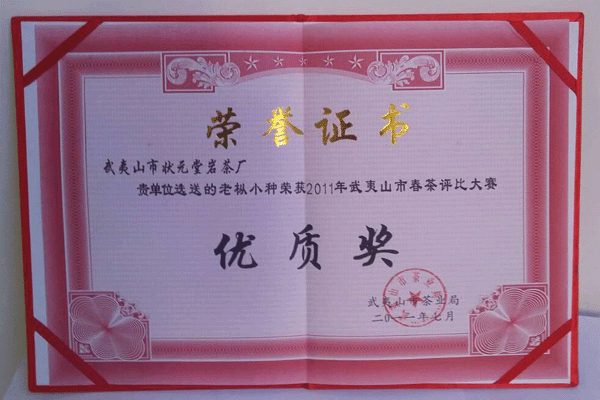 荣誉证书
武夷山市状元堂岩茶厂
贵单位选送的老枞小种荣获2011年武夷山市春茶评比大赛
优质奖
武夷山市茶业局
二〇一一年七月